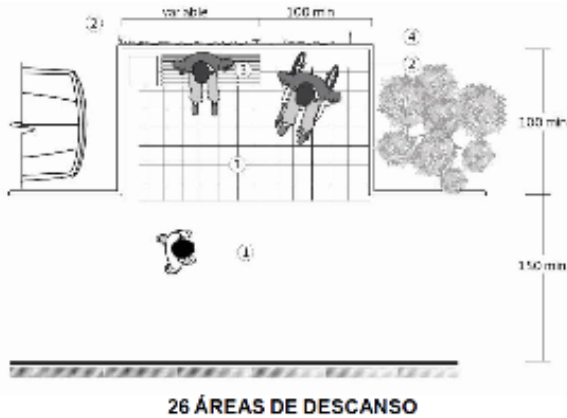 variable 100 min
② ④
③ ②
100 min
①
①
150 min
26 ÁREAS DE DESCANSO